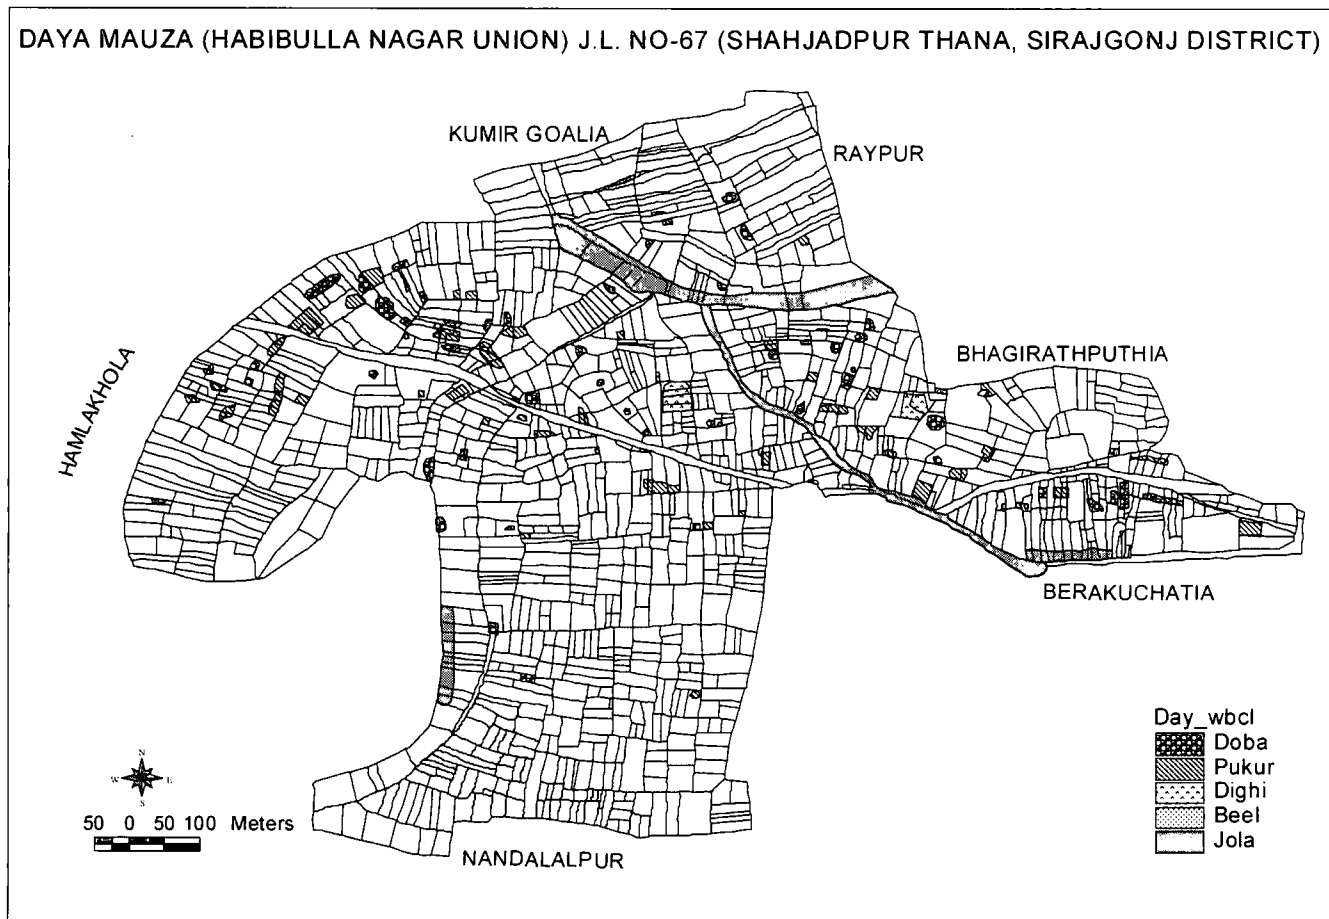 DAYA MAUZA (HABIBULLA NAGAR UNION) J.L. NO-67 (SHAHJADPUR THANA, SIRAJGONJ DISTRICT)
KUMIR GOALIA
RAYPUR
BHAGIRATHPUTHIA
HAMLAKHOLA
BERAKUCHATIA
NANDALALPUR
N
W E
S
50 0 50 100 Meters
Day_wbcl
Doba
Pukur
Dighi
Beel
Jola